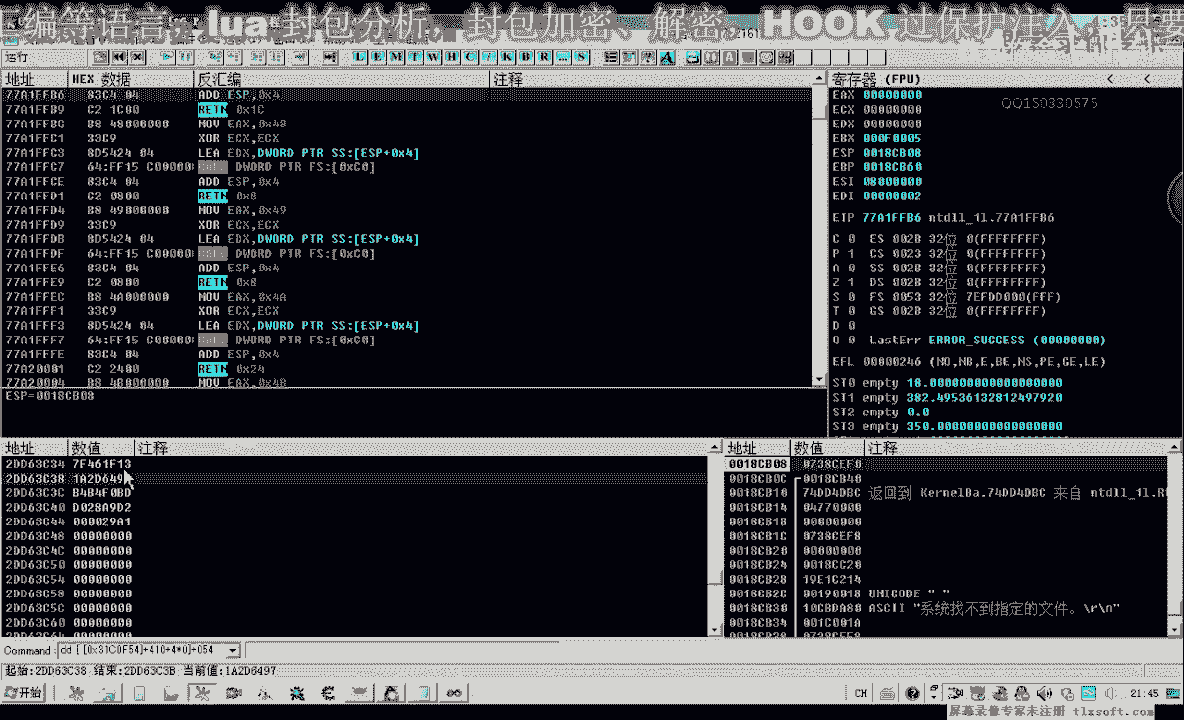 编笔语言，lua 封包分析，封包加密、解密，HOOK 过保护注入
运行
L E M T W H C / K B R ... S
地址 HEX 数据 反汇编 注释
77A1FFB6 83C4 04 ADD ESP,0x4
77A1FFB9 C2 1C00 RETN 0x1C
77A1FFBC B8 48000000 MOV EAX,0x48
77A1FFC1 33C9 XOR ECX,ECX
77A1FFC3 8D5424 04 LEA EDX,DWORD PTR SS:[ESP+0x4]
77A1FFC7 64:FF15 C00000 DWORD PTR FS:[0xC0]
77A1FFCE 83C4 04 ADD ESP,0x4
77A1FFD1 C2 0800 RETN 0x8
77A1FFD4 B8 49000000 MOV EAX,0x49
77A1FFD9 33C9 XOR ECX,ECX
77A1FFDB 8D5424 04 LEA EDX,DWORD PTR SS:[ESP+0x4]
77A1FFDF 64:FF15 C00000 DWORD PTR FS:[0xC0]
77A1FFE6 83C4 04 ADD ESP,0x4
77A1FFE9 C2 0800 RETN 0x8
77A1FFEC B8 4A000000 MOV EAX,0x4A
77A1FFF1 33C9 XOR ECX,ECX
77A1FFF3 8D5424 04 LEA EDX,DWORD PTR SS:[ESP+0x4]
77A1FFF7 64:FF15 C00000 DWORD PTR FS:[0xC0]
77A1FFFE 83C4 04 ADD ESP,0x4
77A20001 C2 2400 RETN 0x24
77A20004 B8 4B000000 MOV EAX,0x4B
ESP=0018CB08
寄存器 (FPU) < <
QQ150330575
EAX 00000000
ECX 00000000
EDX 00000000
EBX 000F0005
ESP 0018CB08
EBP 0018CB60
ESI 08000000
EDI 00000002
EIP 77A1FFB6 ntdll_1l.77A1FFB6
C 0 ES 002B 32位 0(FFFFFFFF)
P 1 CS 0023 32位 0(FFFFFFFF)
A 0 SS 002B 32位 0(FFFFFFFF)
Z 1 DS 002B 32位 0(FFFFFFFF)
S 0 FS 0053 32位 7EFDD000(FFF)
T 0 GS 002B 32位 0(FFFFFFFF)
D 0
O 0 LastErr ERROR_SUCCESS (00000000)
EFL 00000246 (NO,NB,E,BE,NS,PE,GE,LE)
ST0 empty 18.000000000000000000
ST1 empty 382.49536132812497920
ST2 empty 0.0
ST3 empty 350.00000000000000000
地址 数值 注释
2DD63C34 7F461F13
2DD63C38 1A2D6497
2DD63C3C B4B4F0BD
2DD63C40 D028A9D2
2DD63C44 000029A1
2DD63C48 00000000
2DD63C4C 00000000
2DD63C50 00000000
2DD63C54 00000000
2DD63C58 00000000
2DD63C5C 00000000
2DD63C60 00000000
2DD63C64 00000000
地址 数值 注释
0018CB08 0738CEF8
0018CB0C 0018CB40
0018CB10 74DD4DBC 返回到 KernelBa.74DD4DBC 来自 ntdll_1l.R
0018CB14 04770000
0018CB18 00000000
0018CB1C 0738CEF8
0018CB20 00000000
0018CB24 0018CC20
0018CB28 19E1C214
0018CB2C 00190018 UNICODE " "
0018CB30 10CBDA88 ASCII "系统找不到指定的文件。\r\n"
0018CB34 001C001A
Command : dd [[0x31C0F54]+410+4*0]+054
起始:2DD63C38 结束:2DD63C3B 当前值:1A2D6497
开始
CH
21:45
屏幕录像专家未注册 tlxsoft.com